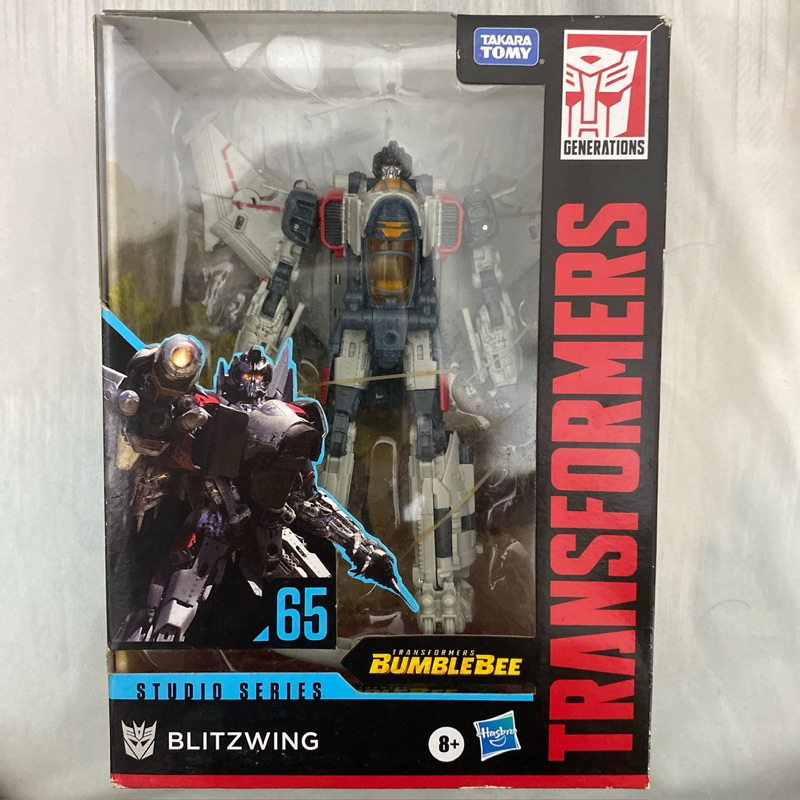 TAKARA
TOMY
GENERATIONS
TRANSFORMERS
65
TRANSFORMERS
BUMBLEBEE
STUDIO SERIES
BLITZWING
8+
Hasbro